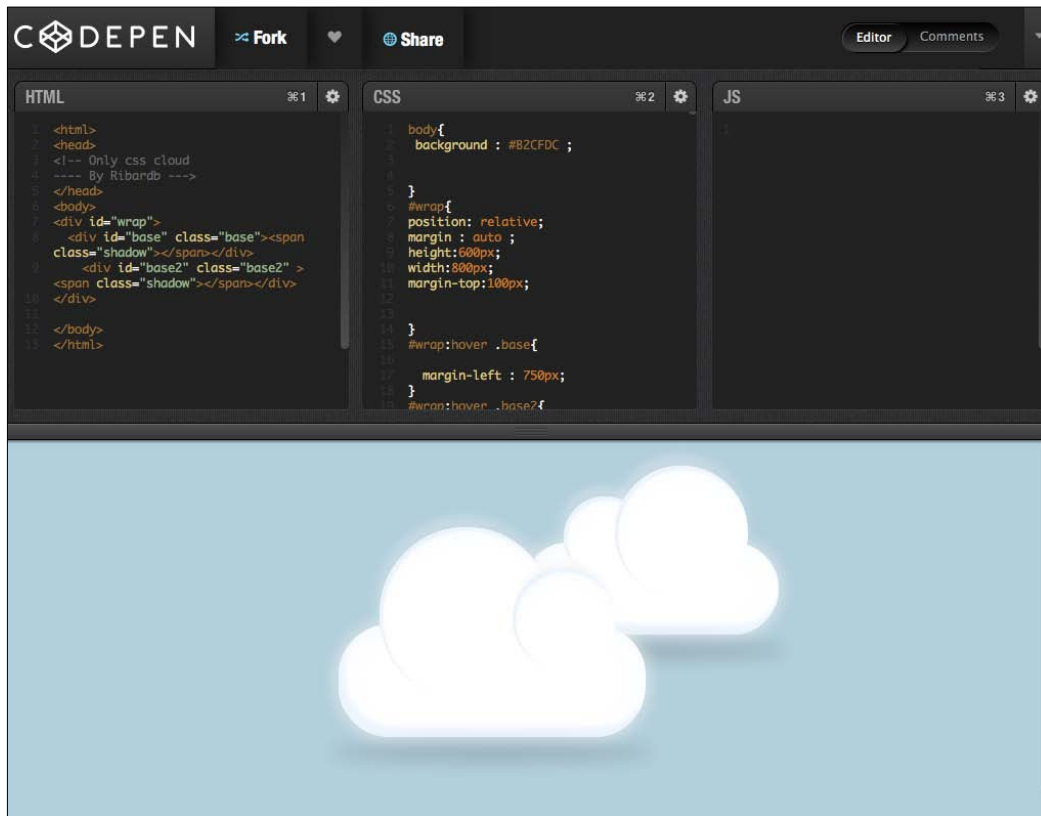 CODEPEN
Fork
Share
Editor Comments
HTML ⌘1
1 <html>
2 <head>
3 <!-- Only css cloud
4 ---- By Ribardb --->
5 </head>
6 <body>
7 <div id="wrap">
8 <div id="base" class="base"><span
class="shadow"></span></div>
9 <div id="base2" class="base2" >
<span class="shadow"></span></div>
10 </div>
11
12 </body>
13 </html>
CSS ⌘2
1 body{
2 background : #B2CFDC ;
3
4
5 }
6 #wrap{
7 position: relative;
8 margin : auto ;
9 height:600px;
10 width:800px;
11 margin-top:100px;
12
13
14 }
15 #wrap:hover .base{
16
17 margin-left : 750px;
18 }
19 #wrap:hover .base2{
JS ⌘3
1